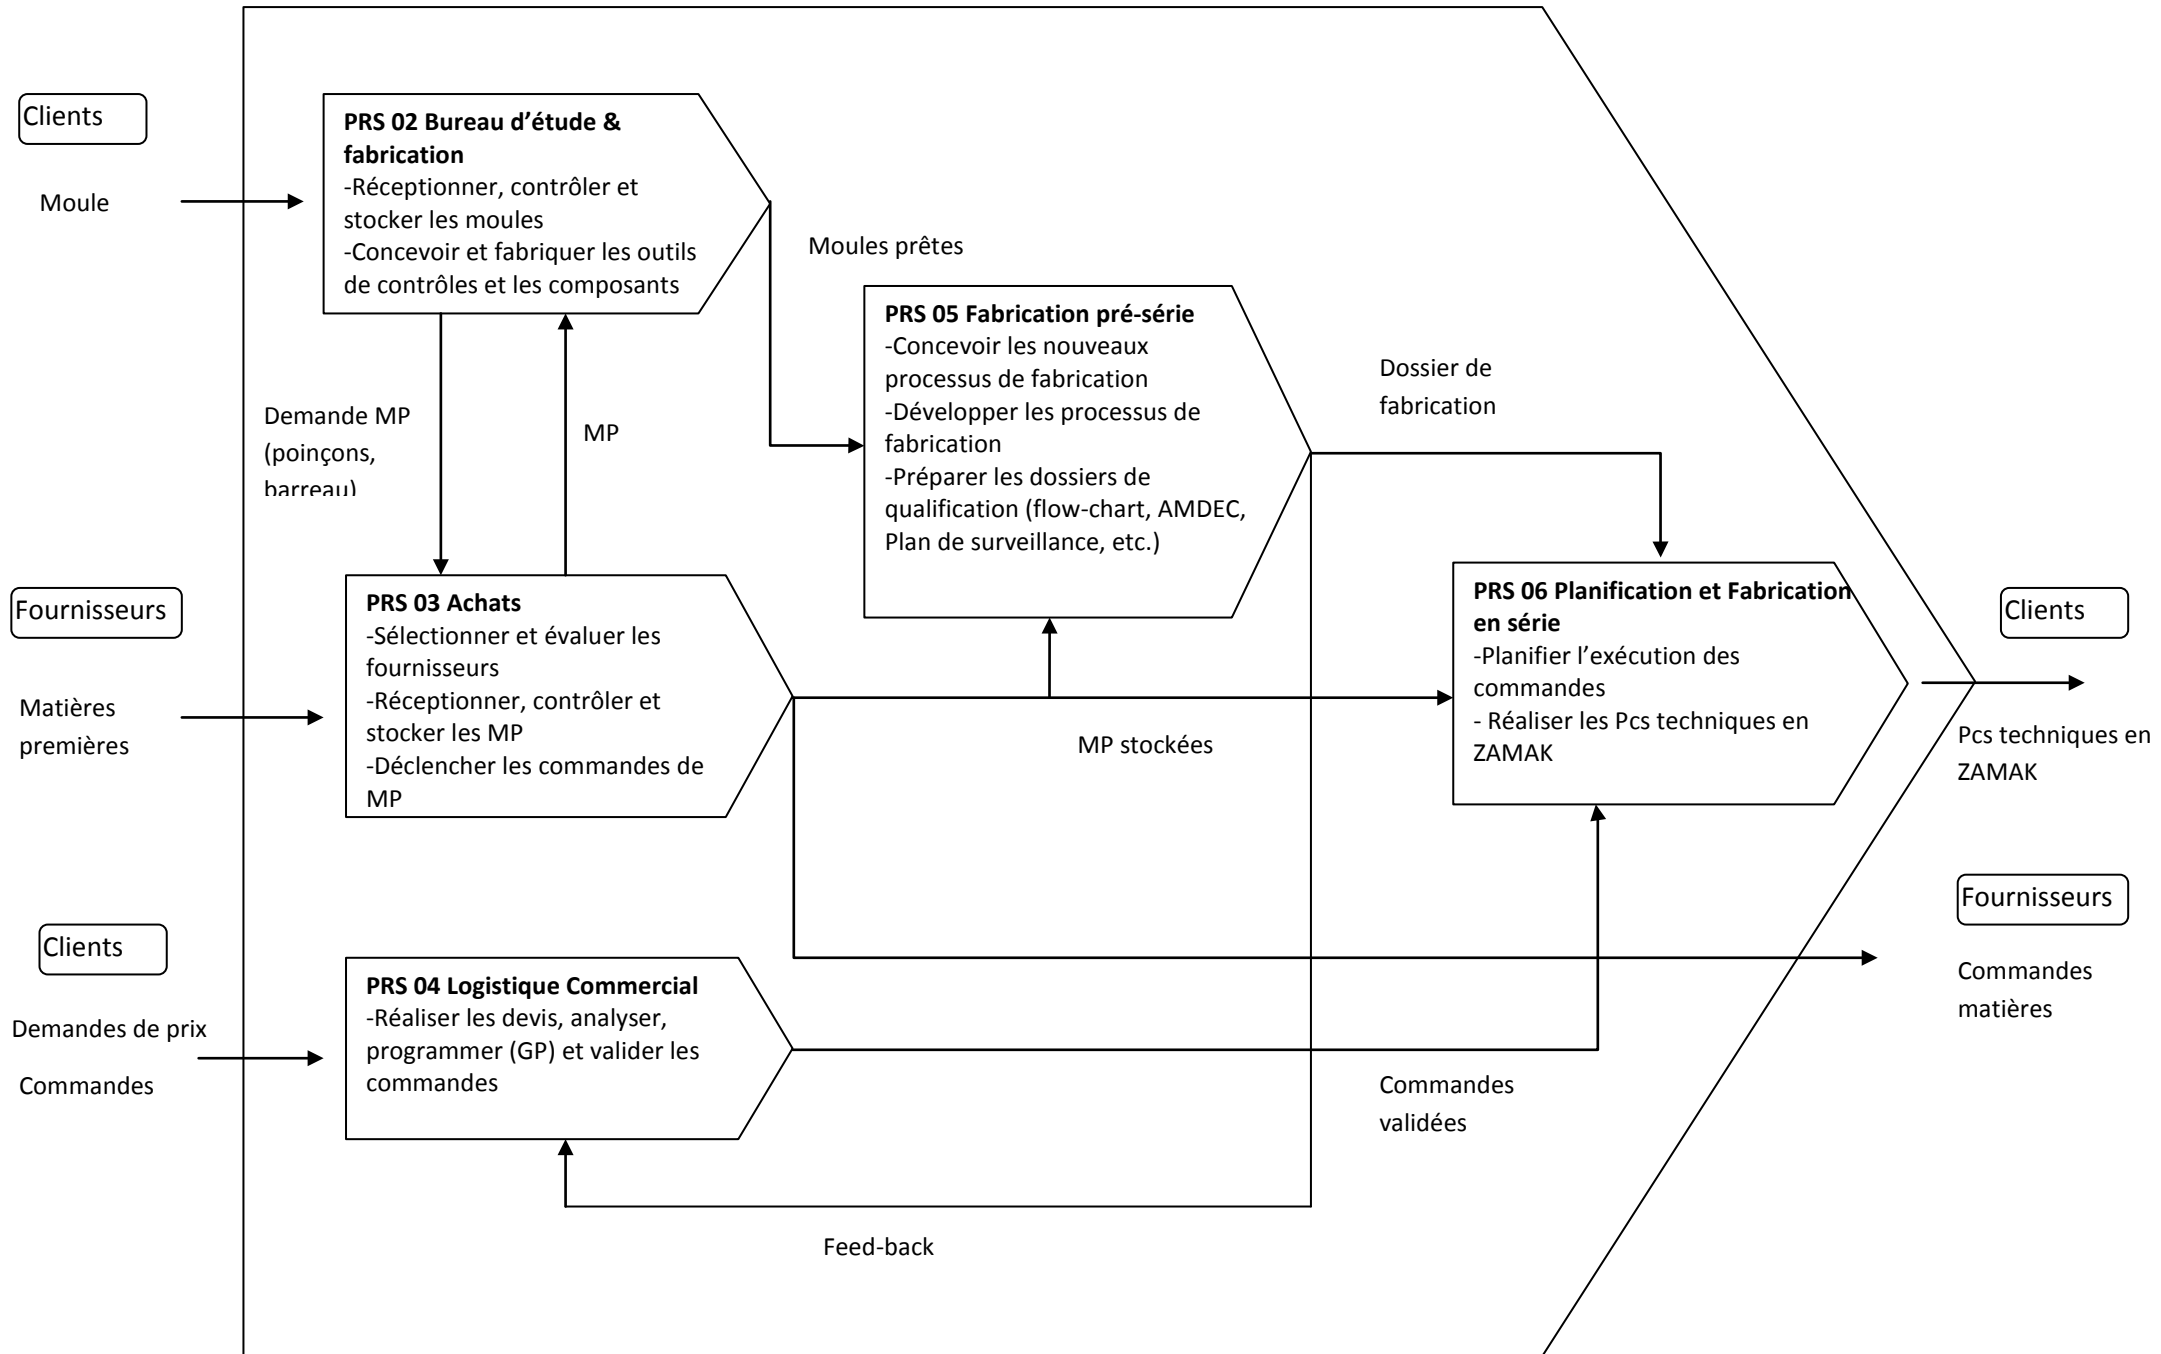 Clients
Moule
PRS 02 Bureau d’étude &
fabrication
-Réceptionner, contrôler et
stocker les moules
-Concevoir et fabriquer les outils
de contrôles et les composants
Moules prêtes
PRS 05 Fabrication pré-série
-Concevoir les nouveaux
processus de fabrication
-Développer les processus de
fabrication
-Préparer les dossiers de
qualification (flow-chart, AMDEC,
Plan de surveillance, etc.)
Dossier de
fabrication
Demande MP
(poinçons,
barreau)
MP
Fournisseurs
Matières
premières
PRS 03 Achats
-Sélectionner et évaluer les
fournisseurs
-Réceptionner, contrôler et
stocker les MP
-Déclencher les commandes de
MP
MP stockées
PRS 06 Planification et Fabrication
en série
-Planifier l’exécution des
commandes
- Réaliser les Pcs techniques en
ZAMAK
Clients
Pcs techniques en
ZAMAK
Fournisseurs
Commandes
matières
Clients
Demandes de prix
Commandes
PRS 04 Logistique Commercial
-Réaliser les devis, analyser,
programmer (GP) et valider les
commandes
Commandes
validées
Feed-back